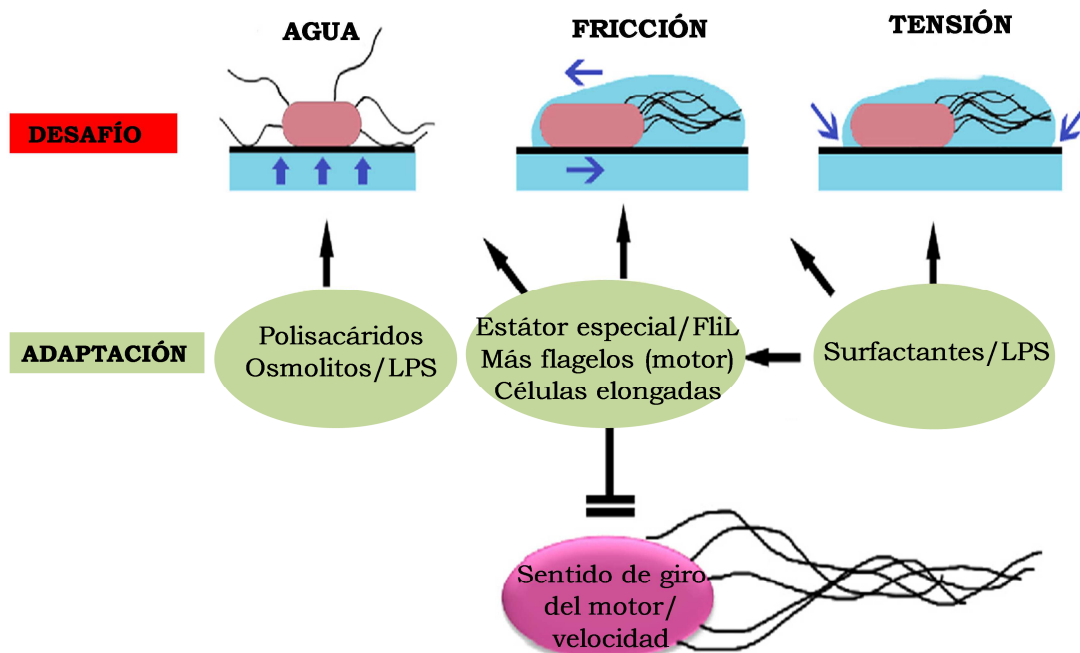 AGUA
FRICCIÓN
TENSIÓN
DESAFÍO
ADAPTACIÓN
Polisacáridos
Osmolitos/LPS
Estátor especial/FliL
Más flagelos (motor)
Células elongadas
Surfactantes/LPS
Sentido de giro
del motor/
velocidad